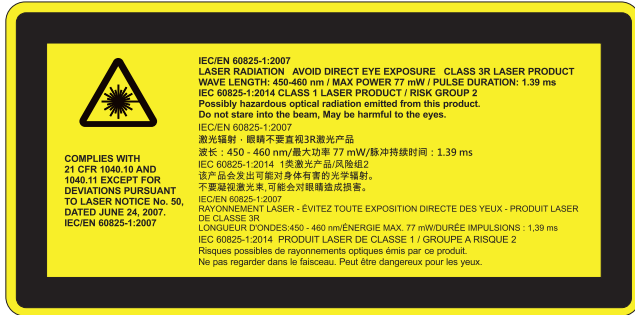 COMPLIES WITH
21 CFR 1040.10 AND
1040.11 EXCEPT FOR
DEVIATIONS PURSUANT
TO LASER NOTICE No. 50,
DATED JUNE 24, 2007.
IEC/EN 60825-1:2007
IEC/EN 60825-1:2007
LASER RADIATION AVOID DIRECT EYE EXPOSURE CLASS 3R LASER PRODUCT
WAVE LENGTH: 450-460 nm / MAX POWER 77 mW / PULSE DURATION: 1.39 ms
IEC 60825-1:2014 CLASS 1 LASER PRODUCT / RISK GROUP 2
Possibly hazardous optical radiation emitted from this product.
Do not stare into the beam, May be harmful to the eyes.
IEC/EN 60825-1:2007
激光辐射，眼睛不要直视3R激光产品
波长：450 - 460 nm/最大功率 77 mW/脉冲持续时间：1.39 ms
IEC 60825-1:2014 1类激光产品/风险组2
该产品会发出可能对身体有害的光学辐射。
不要凝视激光束,可能会对眼睛造成损害。
IEC/EN 60825-1:2007
RAYONNEMENT LASER - ÉVITEZ TOUTE EXPOSITION DIRECTE DES YEUX - PRODUIT LASER
DE CLASSE 3R
LONGUEUR D'ONDES:450 - 460 nm/ÉNERGIE MAX. 77 mW/DURÉE IMPULSIONS : 1,39 ms
IEC 60825-1:2014 PRODUIT LASER DE CLASSE 1 / GROUPE A RISQUE 2
Risques possibles de rayonnements optiques émis par ce produit.
Ne pas regarder dans le faisceau. Peut être dangereux pour les yeux.